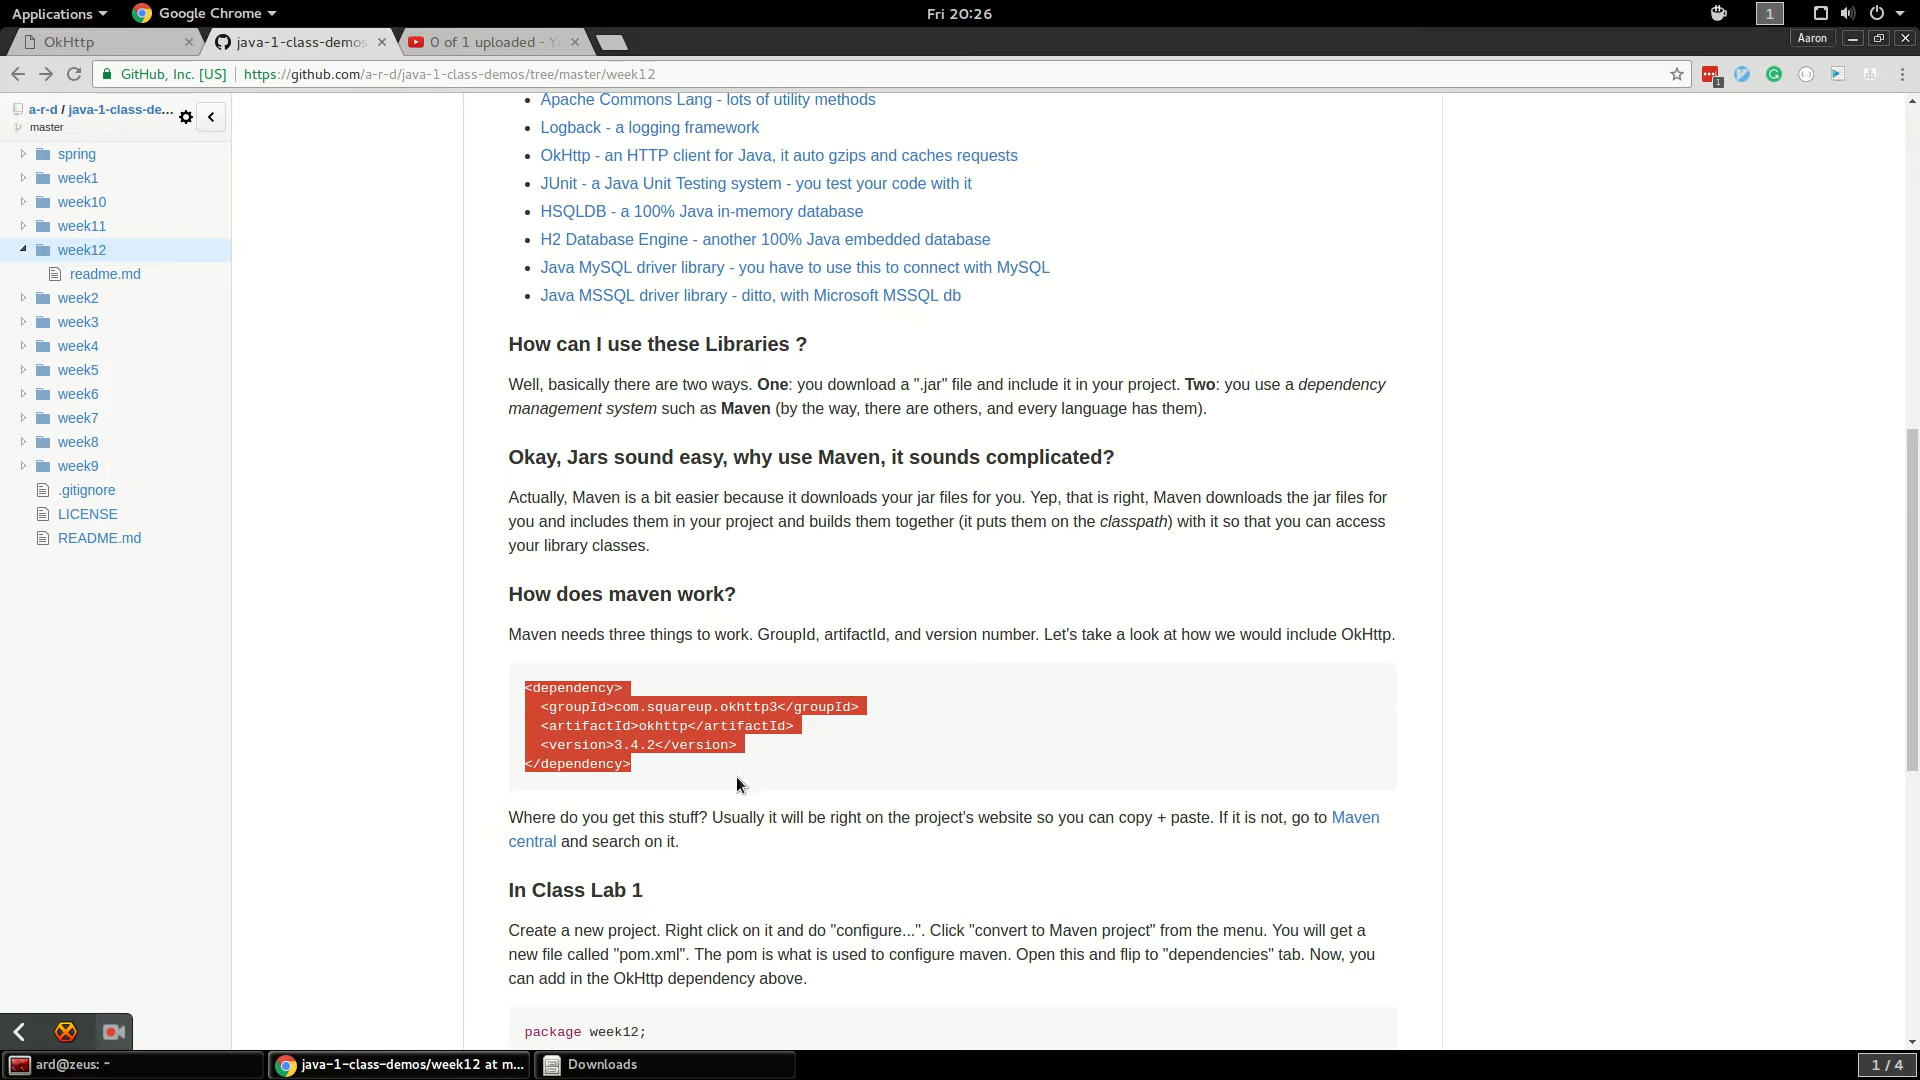 Applications
Google Chrome
Fri 20:26
1
OkHttp
java-1-class-demos
0 of 1 uploaded - Y
Aaron
GitHub, Inc. [US]
https://github.com/a-r-d/java-1-class-demos/tree/master/week12
1
a-r-d / java-1-class-de...
master
spring
week1
week10
week11
week12
readme.md
week2
week3
week4
week5
week6
week7
week8
week9
.gitignore
LICENSE
README.md
Apache Commons Lang - lots of utility methods
Logback - a logging framework
OkHttp - an HTTP client for Java, it auto gzips and caches requests
JUnit - a Java Unit Testing system - you test your code with it
HSQLDB - a 100% Java in-memory database
H2 Database Engine - another 100% Java embedded database
Java MySQL driver library - you have to use this to connect with MySQL
Java MSSQL driver library - ditto, with Microsoft MSSQL db
How can I use these Libraries ?
Well, basically there are two ways. One: you download a ".jar" file and include it in your project. Two: you use a dependency
management system such as Maven (by the way, there are others, and every language has them).
Okay, Jars sound easy, why use Maven, it sounds complicated?
Actually, Maven is a bit easier because it downloads your jar files for you. Yep, that is right, Maven downloads the jar files for
you and includes them in your project and builds them together (it puts them on the classpath) with it so that you can access
your library classes.
How does maven work?
Maven needs three things to work. GroupId, artifactId, and version number. Let's take a look at how we would include OkHttp.
<dependency>
<groupId>com.squareup.okhttp3</groupId>
<artifactId>okhttp</artifactId>
<version>3.4.2</version>
</dependency>
Where do you get this stuff? Usually it will be right on the project's website so you can copy + paste. If it is not, go to Maven
central and search on it.
In Class Lab 1
Create a new project. Right click on it and do "configure...". Click "convert to Maven project" from the menu. You will get a
new file called "pom.xml". The pom is what is used to configure maven. Open this and flip to "dependencies" tab. Now, you
can add in the OkHttp dependency above.
package week12;
ard@zeus: ~
java-1-class-demos/week12 at m...
Downloads
1 / 4